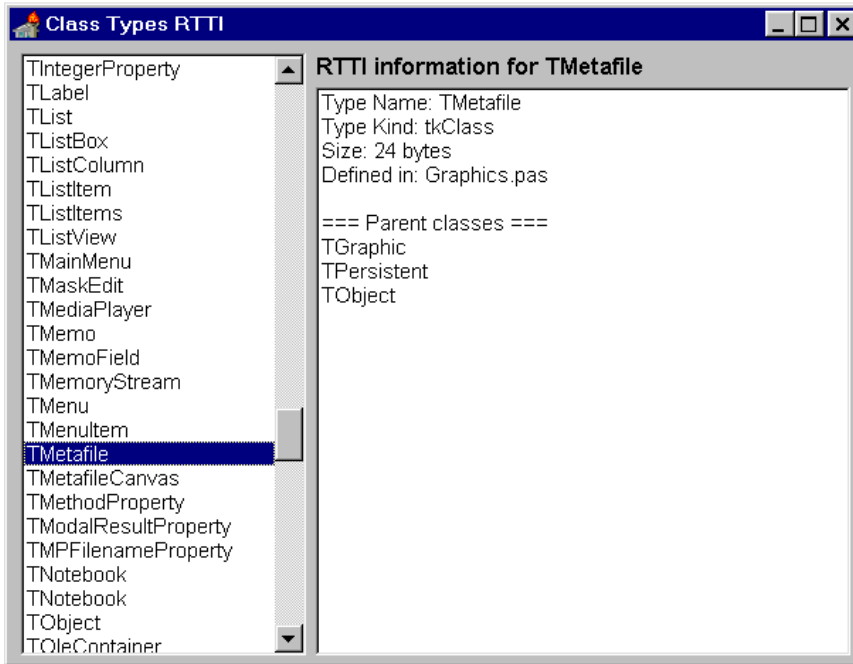 Class Types RTTI
TIntegerProperty
TLabel
TList
TListBox
TListColumn
TListItem
TListItems
TListView
TMainMenu
TMaskEdit
TMediaPlayer
TMemo
TMemoField
TMemoryStream
TMenu
TMenuItem
TMetafile
TMetafileCanvas
TMethodProperty
TModalResultProperty
TMPFilenameProperty
TNotebook
TNotebook
TObject
TOleContainer
RTTI information for TMetafile
Type Name: TMetafile
Type Kind: tkClass
Size: 24 bytes
Defined in: Graphics.pas
=== Parent classes ===
TGraphic
TPersistent
TObject